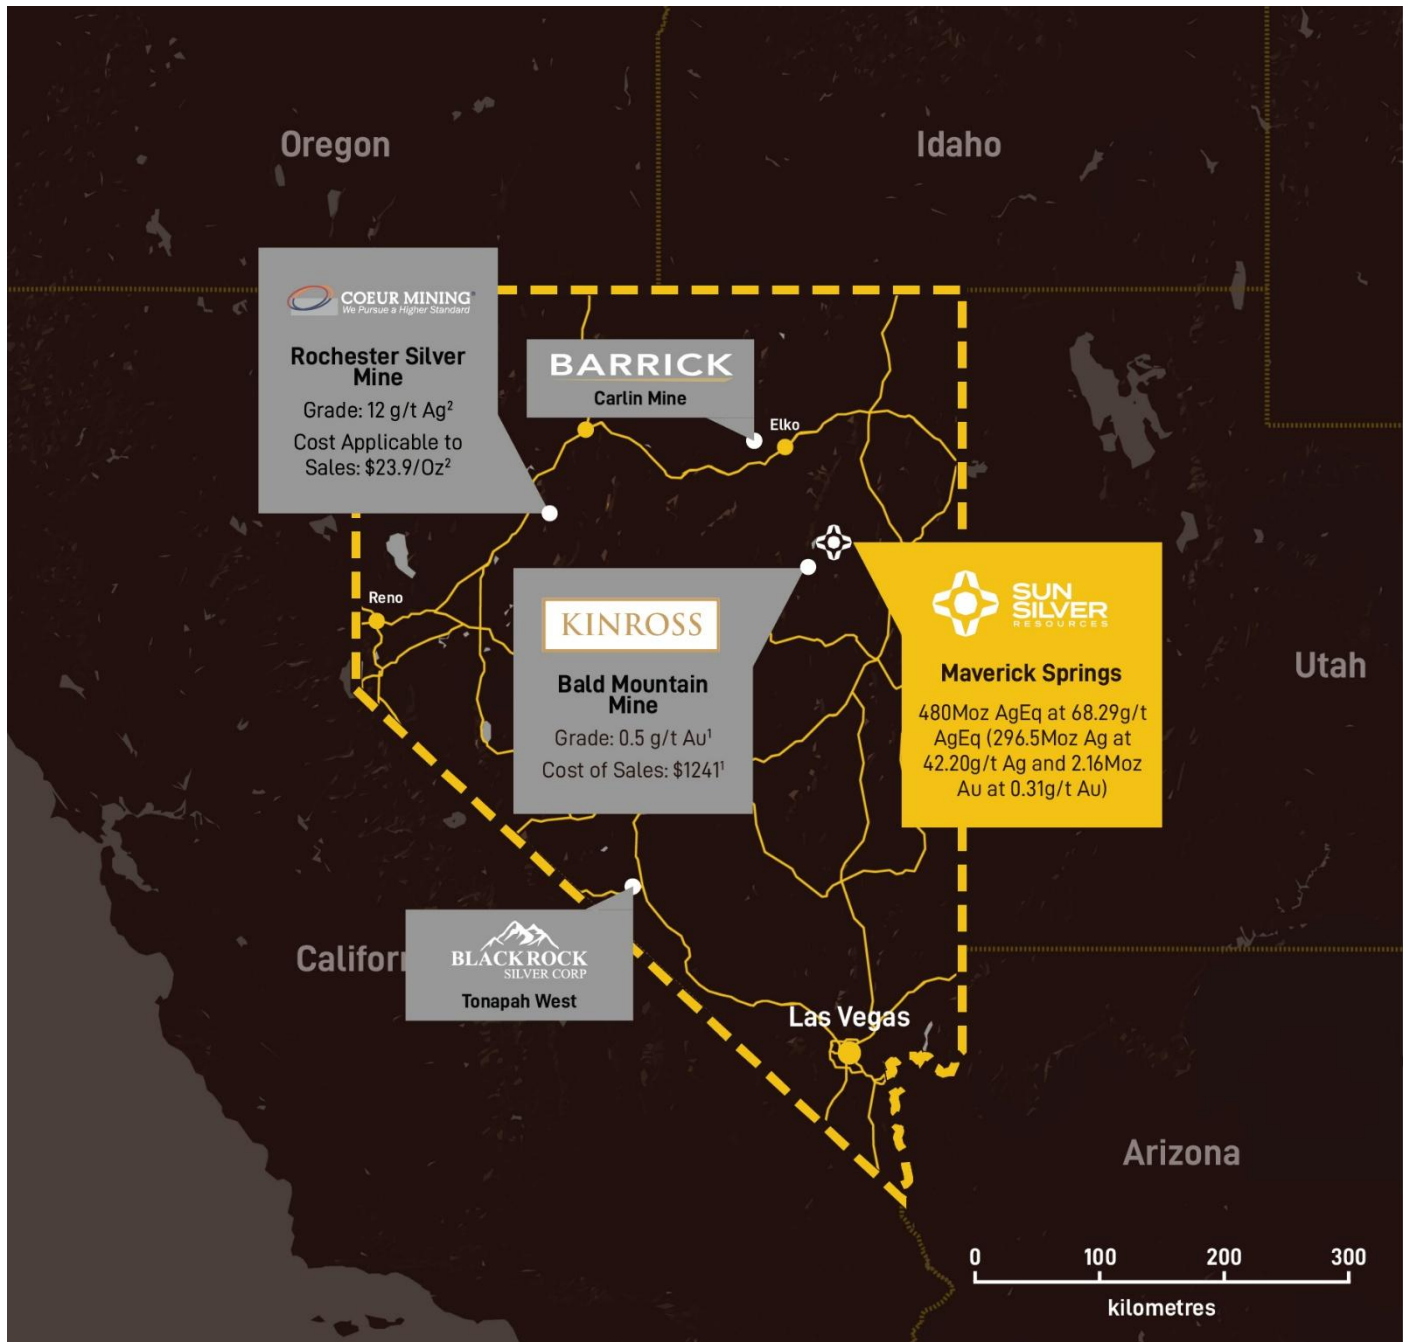 Oregon
Idaho
COEUR MINING
We Pursue a Higher Standard
Rochester Silver
Mine
Grade: 12 g/t Ag²
Cost Applicable to
Sales: $23.9/Oz²
BARRICK
Carlin Mine
Elko
Reno
KINROSS
Bald Mountain
Mine
Grade: 0.5 g/t Au¹
Cost of Sales: $1241¹
SUN
SILVER
RESOURCES
Maverick Springs
480Moz AgEq at 68.29g/t
AgEq (296.5Moz Ag at
42.20g/t Ag and 2.16Moz
Au at 0.31g/t Au)
Utah
Califor
BLACKROCK
SILVER CORP
Tonapah West
Las Vegas
Arizona
0 100 200 300
kilometres